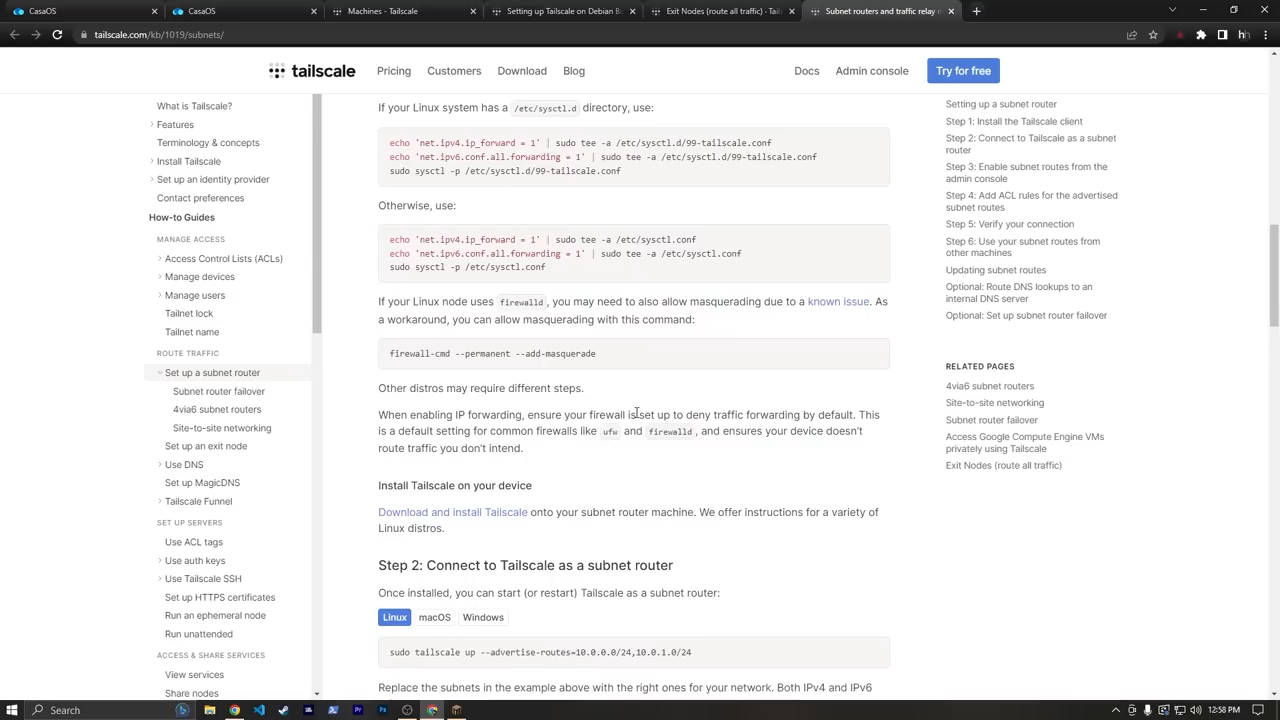 CasaOS
CasaOS
Machines - Tailscale
Setting up Tailscale on Debian B
Exit Nodes (route all traffic) · Tail
Subnet routers and traffic relay n
tailscale.com/kb/1019/subnets/
tailscale
Pricing
Customers
Download
Blog
Docs
Admin console
Try for free
What is Tailscale?
Features
Terminology & concepts
Install Tailscale
Set up an identity provider
Contact preferences
How-to Guides
MANAGE ACCESS
Access Control Lists (ACLs)
Manage devices
Manage users
Tailnet lock
Tailnet name
ROUTE TRAFFIC
Set up a subnet router
Subnet router failover
4via6 subnet routers
Site-to-site networking
Set up an exit node
Use DNS
Set up MagicDNS
Tailscale Funnel
SET UP SERVERS
Use ACL tags
Use auth keys
Use Tailscale SSH
Set up HTTPS certificates
Run an ephemeral node
Run unattended
ACCESS & SHARE SERVICES
View services
Share nodes
If your Linux system has a /etc/sysctl.d directory, use:
echo 'net.ipv4.ip_forward = 1' | sudo tee -a /etc/sysctl.d/99-tailscale.conf
echo 'net.ipv6.conf.all.forwarding = 1' | sudo tee -a /etc/sysctl.d/99-tailscale.conf
sudo sysctl -p /etc/sysctl.d/99-tailscale.conf
Otherwise, use:
echo 'net.ipv4.ip_forward = 1' | sudo tee -a /etc/sysctl.conf
echo 'net.ipv6.conf.all.forwarding = 1' | sudo tee -a /etc/sysctl.conf
sudo sysctl -p /etc/sysctl.conf
If your Linux node uses firewalld, you may need to also allow masquerading due to a known issue. As
a workaround, you can allow masquerading with this command:
firewall-cmd --permanent --add-masquerade
Other distros may require different steps.
When enabling IP forwarding, ensure your firewall is set up to deny traffic forwarding by default. This
is a default setting for common firewalls like ufw and firewalld, and ensures your device doesn't
route traffic you don't intend.
Install Tailscale on your device
Download and install Tailscale onto your subnet router machine. We offer instructions for a variety of
Linux distros.
Step 2: Connect to Tailscale as a subnet router
Once installed, you can start (or restart) Tailscale as a subnet router:
Linux
macOS
Windows
sudo tailscale up --advertise-routes=10.0.0.0/24,10.0.1.0/24
Replace the subnets in the example above with the right ones for your network. Both IPv4 and IPv6
Setting up a subnet router
Step 1: Install the Tailscale client
Step 2: Connect to Tailscale as a subnet
router
Step 3: Enable subnet routes from the
admin console
Step 4: Add ACL rules for the advertised
subnet routes
Step 5: Verify your connection
Step 6: Use your subnet routes from
other machines
Updating subnet routes
Optional: Route DNS lookups to an
internal DNS server
Optional: Set up subnet router failover
RELATED PAGES
4via6 subnet routers
Site-to-site networking
Subnet router failover
Access Google Compute Engine VMs
privately using Tailscale
Exit Nodes (route all traffic)
Search
12:58 PM